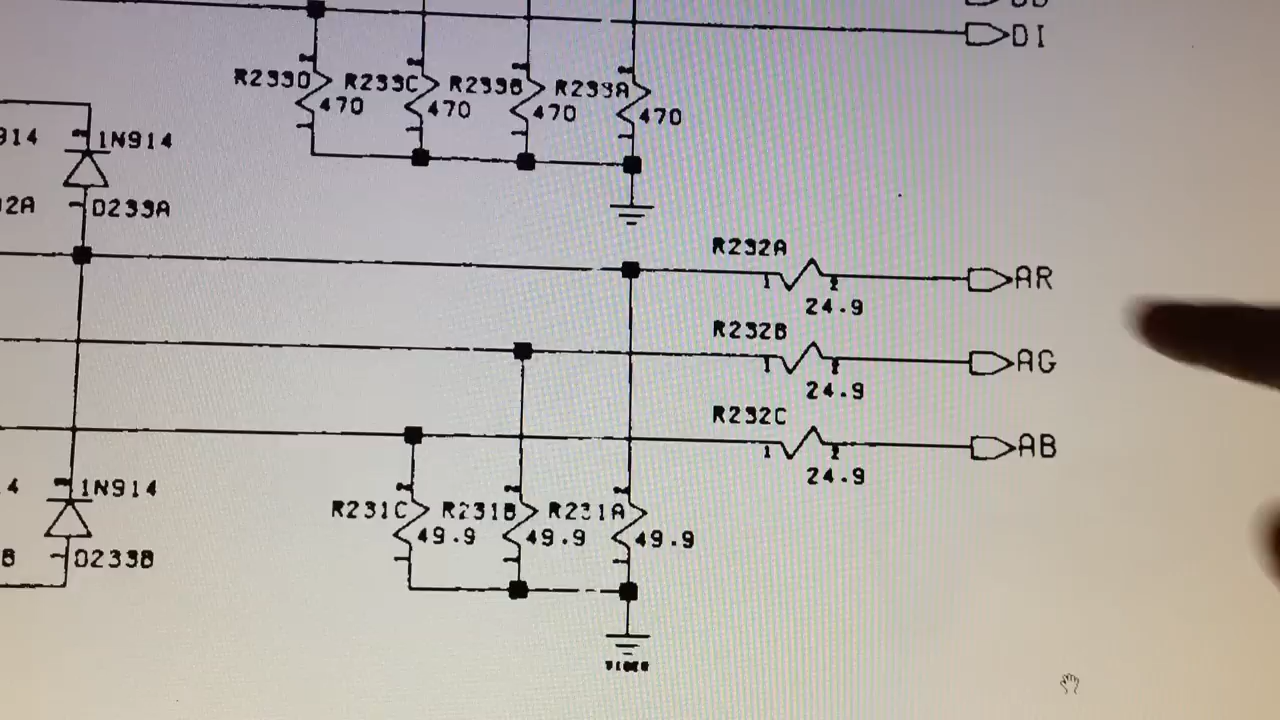 DI
R233D R233C R233B R233A
470 470 470 470
914 1N914
02A D233A
R232A
AR
24.9
R232B
AG
24.9
R232C
AB
24.9
4 1N914
R231C R231B R231A
49.9 49.9 49.9
B D233B